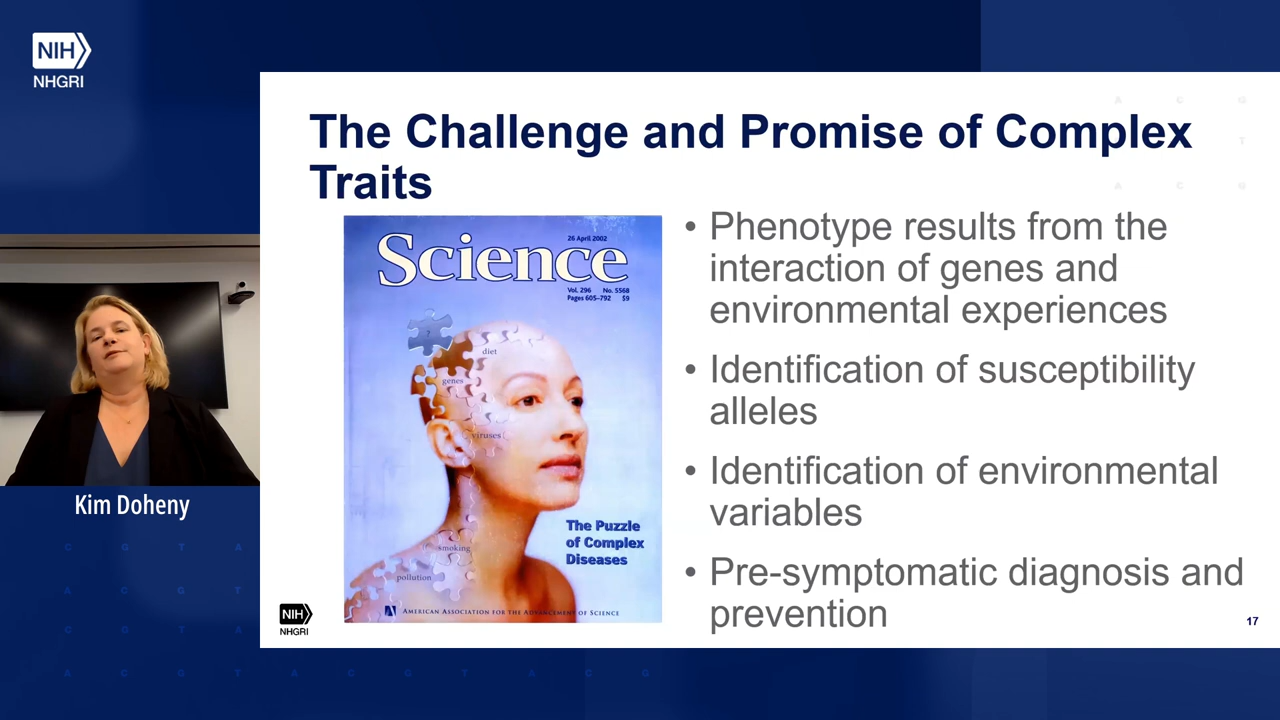 NIH
NHGRI
The Challenge and Promise of Complex
Traits
26 April 2002
Science
Vol. 296 No. 5568
Pages 605–792 $9
?
diet
genes
viruses
smoking
pollution
The Puzzle
of Complex
Diseases
AMERICAN ASSOCIATION FOR THE ADVANCEMENT OF SCIENCE
• Phenotype results from the
interaction of genes and
environmental experiences
• Identification of susceptibility
alleles
• Identification of environmental
variables
• Pre-symptomatic diagnosis and
prevention
NIH
NHGRI
17
Kim Doheny
A C G
T
A C G
C G T A
A C G T
C G T A
A C G T A C G T A C G